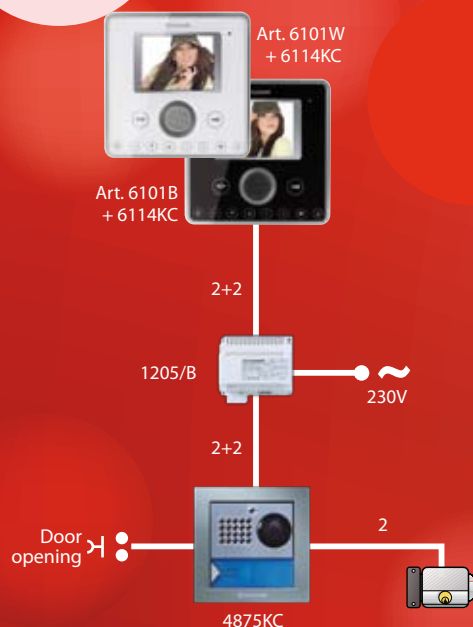 Art. 6101W
+ 6114KC
Art. 6101B
+ 6114KC
2+2
1205/B
230V
2+2
Door
opening
2
4875KC